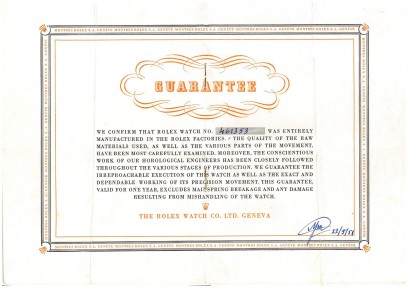 MONTRES ROLEX S.A. GENÈVE
GUARANTEE
WE CONFIRM THAT ROLEX WATCH NO. 461353 WAS ENTIRELY
MANUFACTURED IN THE ROLEX FACTORIES. THE QUALITY OF THE RAW
MATERIALS USED, AS WELL AS THE VARIOUS PARTS OF THE MOVEMENT,
HAVE BEEN MOST CAREFULLY EXAMINED. MOREOVER, THE CONSCIENTIOUS
WORK OF OUR HOROLOGICAL ENGINEERS HAS BEEN CLOSELY FOLLOWED
THROUGHOUT THE VARIOUS STAGES OF PRODUCTION. WE GUARANTEE THE
IRREPROACHABLE EXECUTION OF THIS WATCH AS WELL AS THE EXACT AND
DEPENDABLE WORKING OF ITS PRECISION MOVEMENT. THIS GUARANTEE,
VALID FOR ONE YEAR, EXCLUDES MAINSPRING BREAKAGE AND ANY DAMAGE
RESULTING FROM MISHANDLING OF THE WATCH.
THE ROLEX WATCH CO. LTD. GENEVA